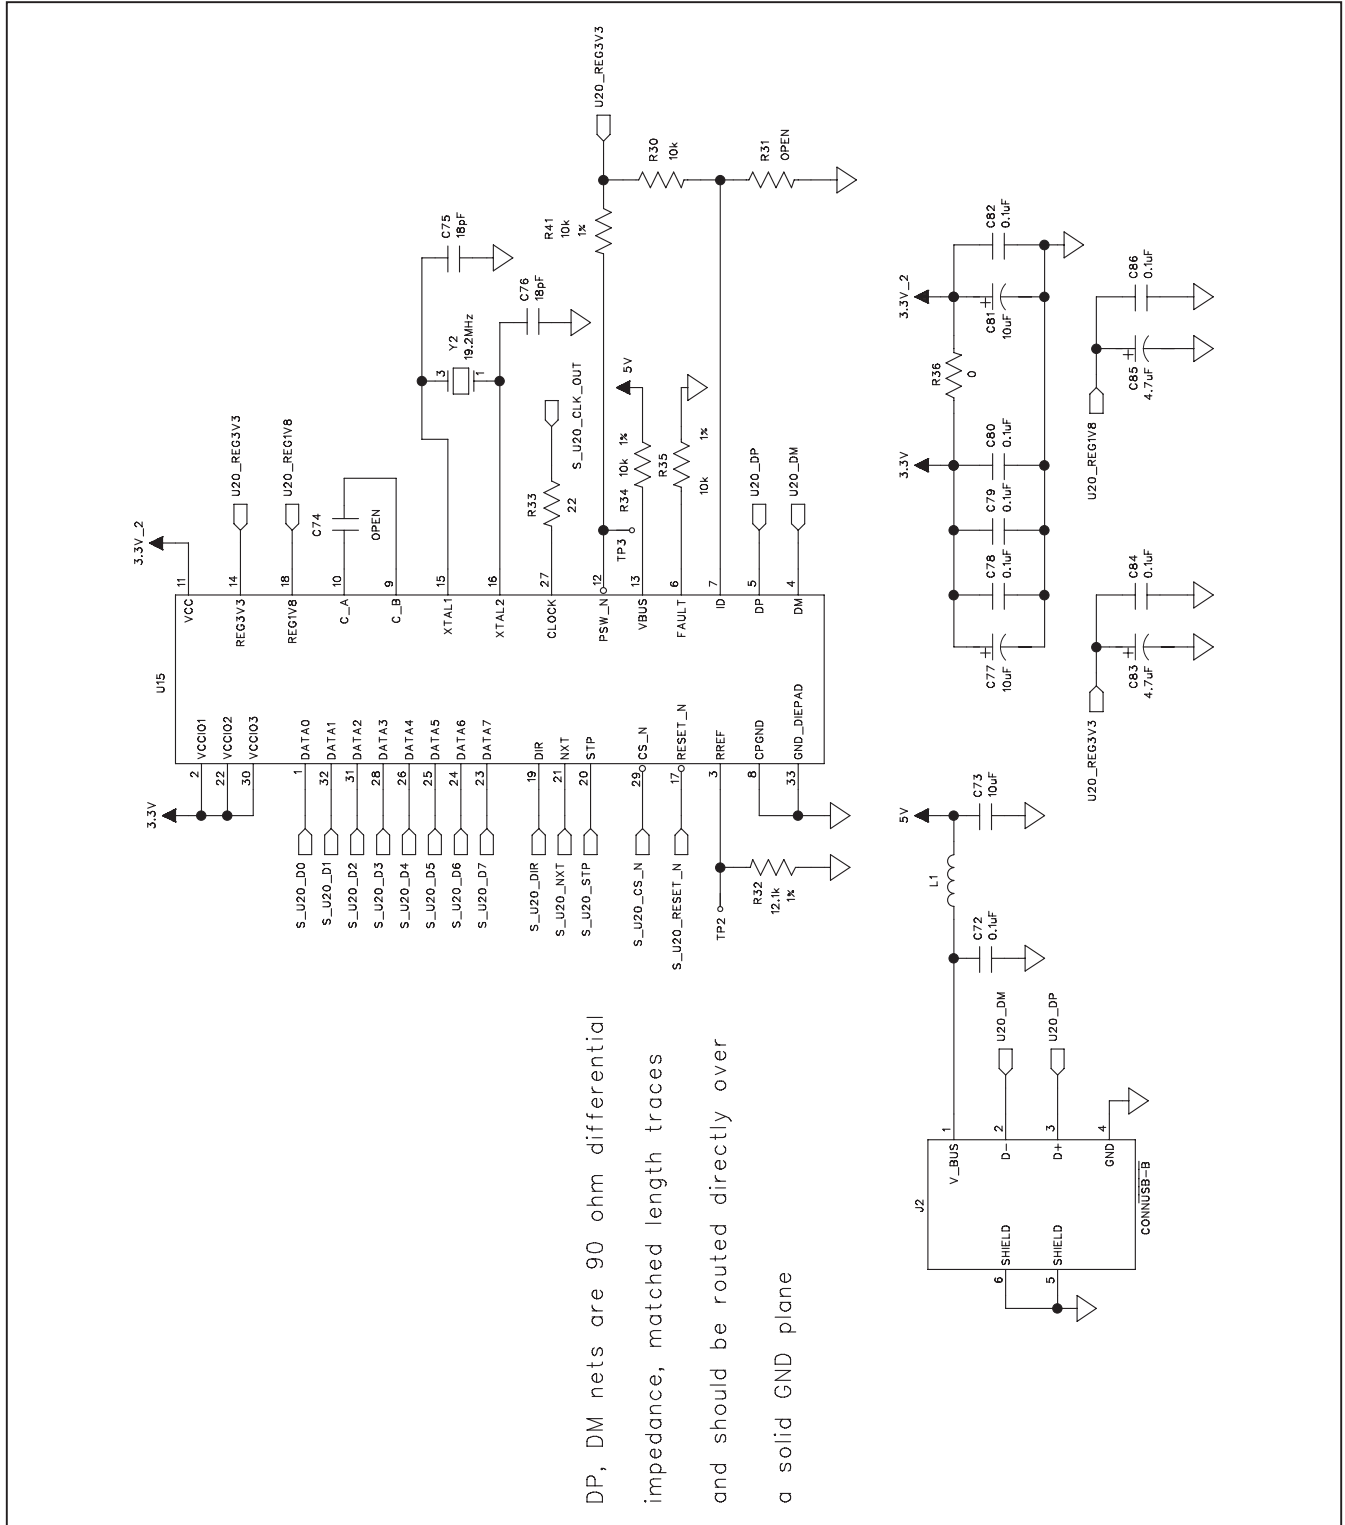 3.3V
2
VCCIO1
22
VCCIO2
30
VCCIO3
U15
VCC
11
3.3V_2
REG3V3
14
U20_REG3V3
REG1V8
18
U20_REG1V8
C_A
10
C74
OPEN
C_B
9
XTAL1
15
XTAL2
16
3
1
Y2
19.2MHz
C75
18pF
C76
18pF
CLOCK
27
R33
22
S_U20_CLK_OUT
PSW_N
12
TP3
R41
10k
1%
U20_REG3V3
R30
10k
R31
OPEN
VBUS
13
R34
10k
1%
5V
FAULT
6
R35
10k
1%
ID
7
DP
5
U20_DP
DM
4
U20_DM
S_U20_D0
1
DATA0
S_U20_D1
32
DATA1
S_U20_D2
31
DATA2
S_U20_D3
28
DATA3
S_U20_D4
26
DATA4
S_U20_D5
25
DATA5
S_U20_D6
24
DATA6
S_U20_D7
23
DATA7
S_U20_DIR
19
DIR
S_U20_NXT
21
NXT
S_U20_STP
20
STP
S_U20_CS_N
29
CS_N
S_U20_RESET_N
17
RESET_N
TP2
3
RREF
R32
12.1k
1%
8
CPGND
33
GND_DIEPAD
DP, DM nets are 90 ohm differential
impedance, matched length traces
and should be routed directly over
a solid GND plane
J2
V_BUS
1
D-
2
U20_DM
D+
3
U20_DP
GND
4
SHIELD
6
SHIELD
5
CONNUSB-B
C72
0.1uF
L1
5V
C73
10uF
C77
10uF
+
C78
0.1uF
C79
0.1uF
3.3V
C80
0.1uF
R36
0
3.3V_2
C81
10uF
+
C82
0.1uF
U20_REG3V3
C83
4.7uF
+
C84
0.1uF
U20_REG1V8
C85
4.7uF
+
C86
0.1uF